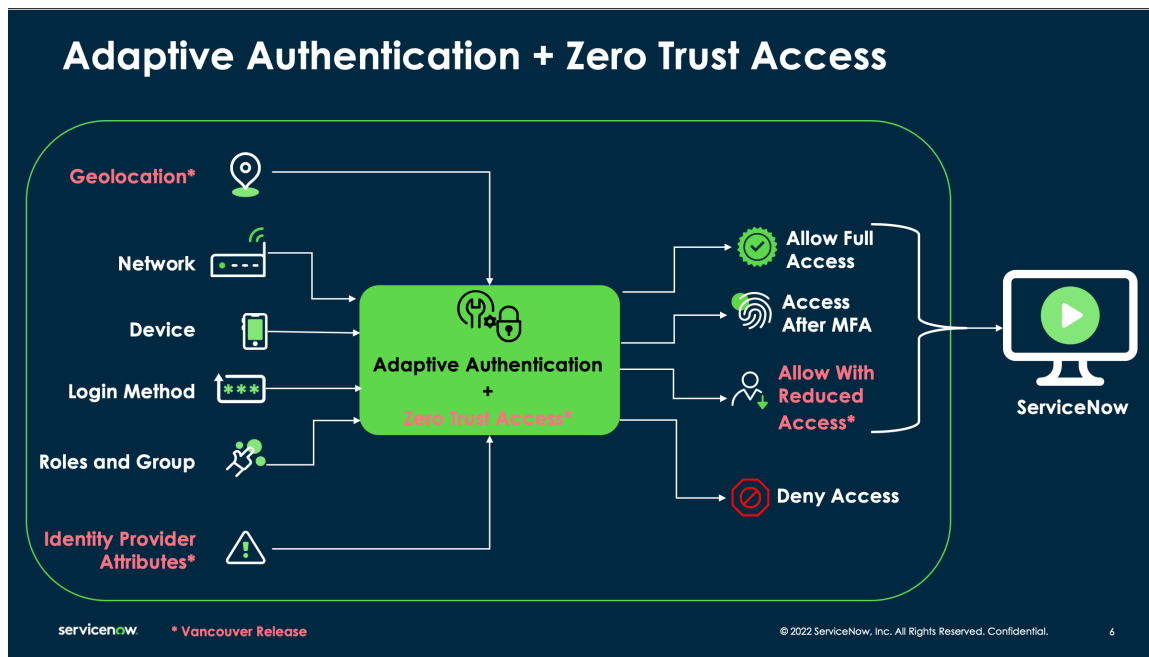 Adaptive Authentication + Zero Trust Access
Geolocation*
Network
Device
Login Method
***
Roles and Group
Identity Provider
Attributes*
Adaptive Authentication
+
Zero Trust Access*
Allow Full
Access
Access
After MFA
Allow With
Reduced
Access*
Deny Access
ServiceNow
servicenow.
* Vancouver Release
© 2022 ServiceNow, Inc. All Rights Reserved. Confidential.
6